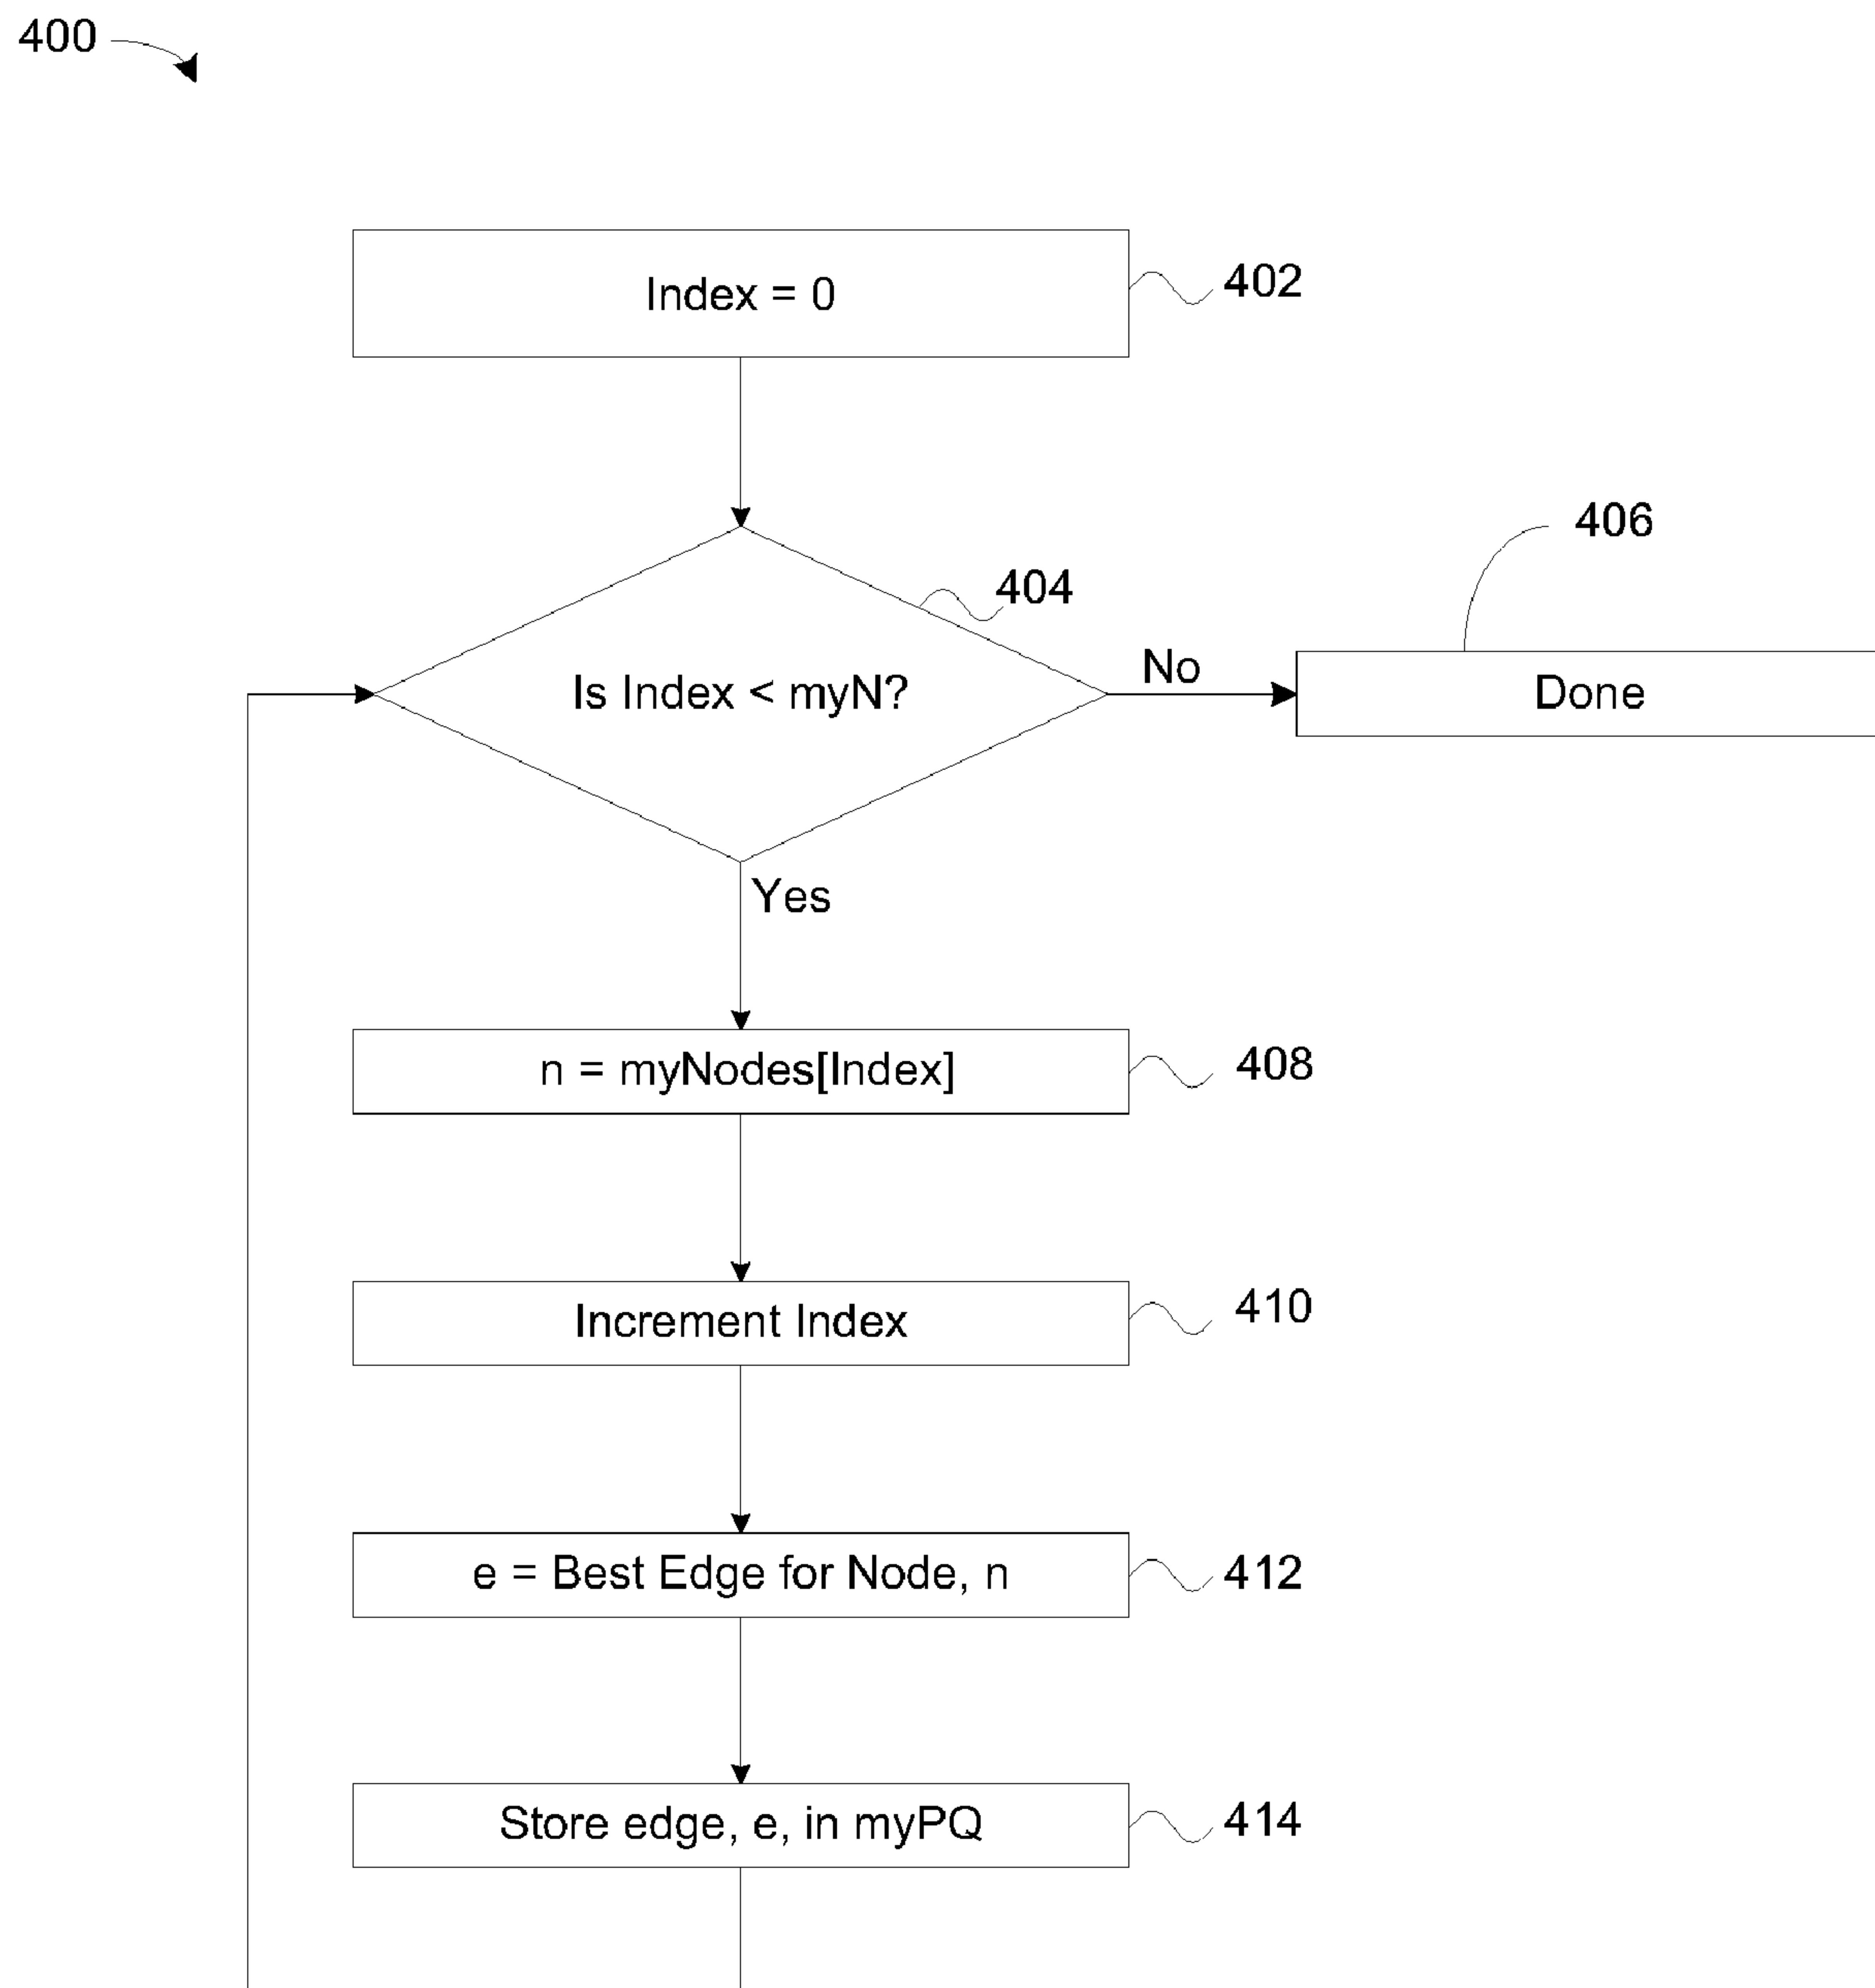 400
Index = 0
402
404
406
Is Index < myN?
No
Done
Yes
n = myNodes[Index]
408
Increment Index
410
e = Best Edge for Node, n
412
Store edge, e, in myPQ
414